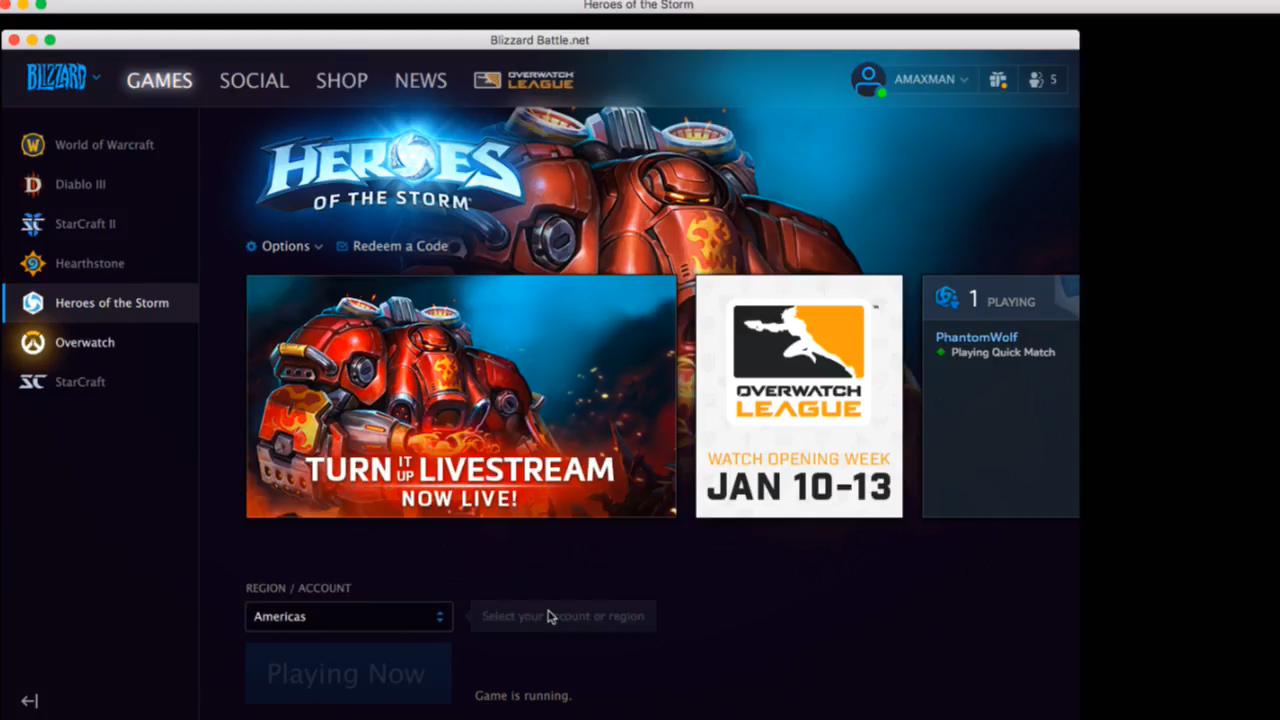 Heroes of the Storm
Blizzard Battle.net
BLIZZARD
GAMES
SOCIAL
SHOP
NEWS
OVERWATCH
LEAGUE
AMAXMAN
5
World of Warcraft
Diablo III
StarCraft II
Hearthstone
Heroes of the Storm
Overwatch
StarCraft
HEROES
OF THE STORM
Options
Redeem a Code
TURN IT UP LIVESTREAM
NOW LIVE!
OVERWATCH
LEAGUE
WATCH OPENING WEEK
JAN 10-13
1 PLAYING
PhantomWolf
Playing Quick Match
REGION / ACCOUNT
Americas
Select your account or region
Playing Now
Game is running.